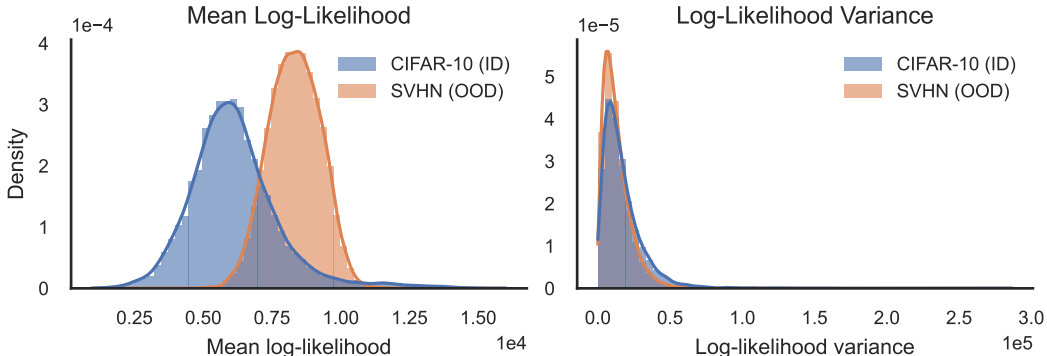 Mean Log-Likelihood
1e−4
4
3
2
1
0
Density
CIFAR-10 (ID)
SVHN (OOD)
0.25 0.50 0.75 1.00 1.25 1.50
1e4
Mean log-likelihood
Log-Likelihood Variance
1e−5
5
4
3
2
1
0
CIFAR-10 (ID)
SVHN (OOD)
0.0 0.5 1.0 1.5 2.0 2.5 3.0
1e5
Log-likelihood variance